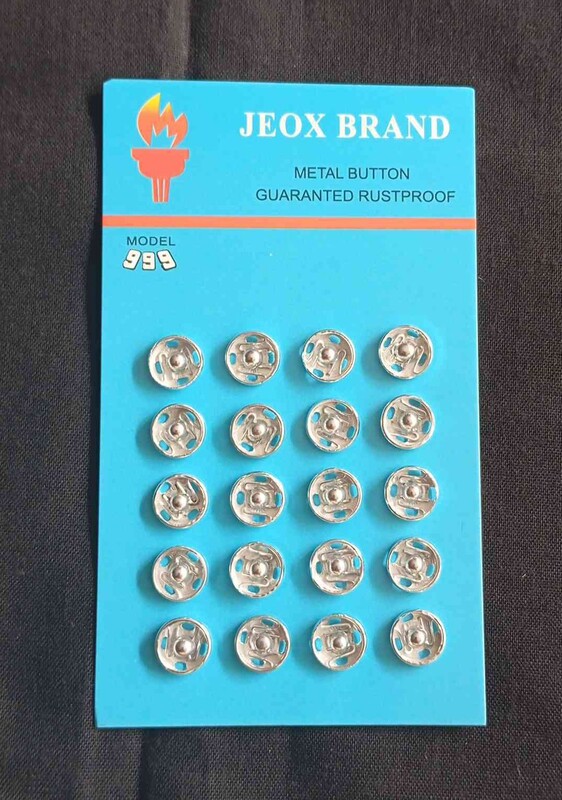 JEOX BRAND
METAL BUTTON
GUARANTED RUSTPROOF
MODEL
999